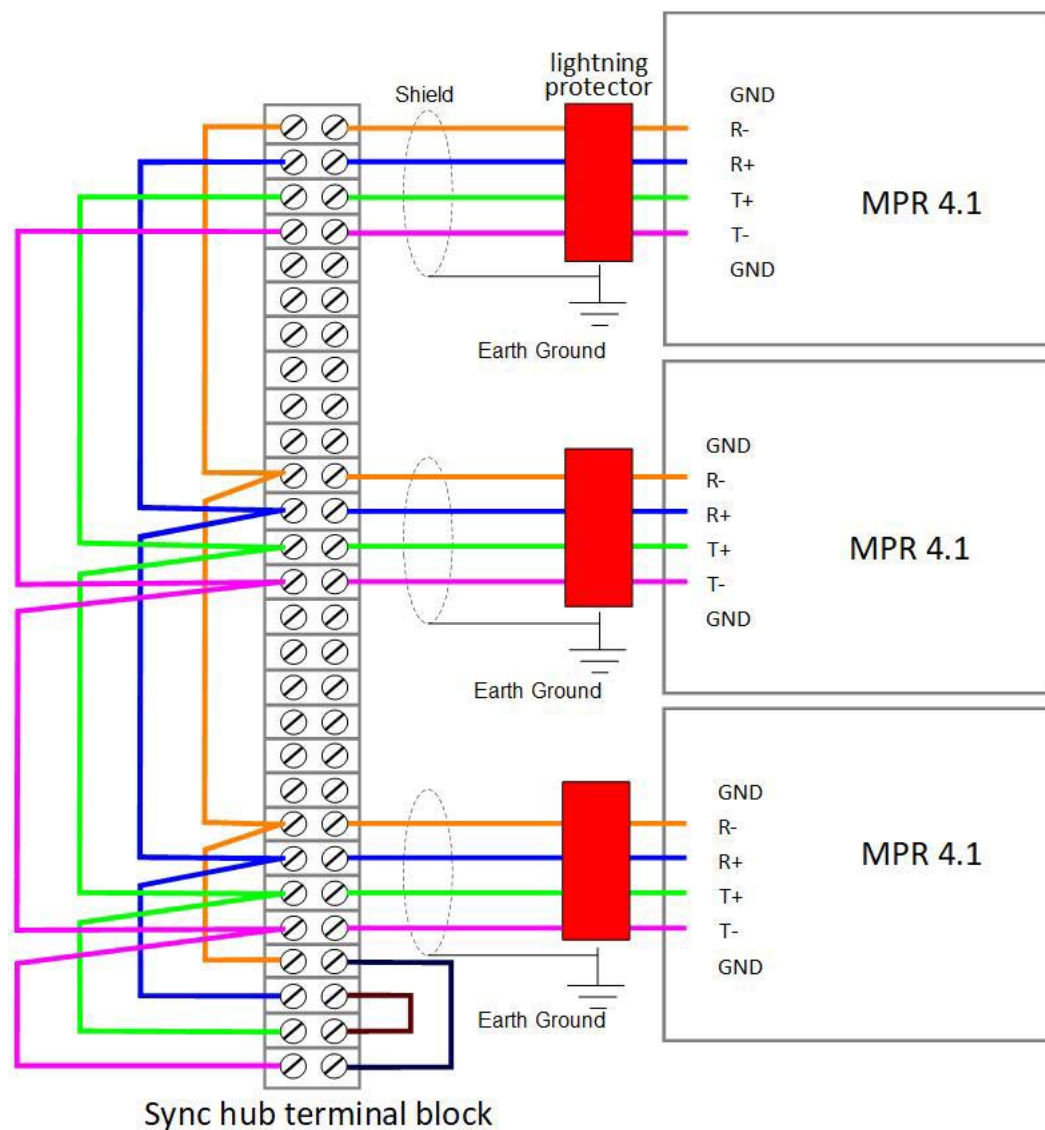 lightning
protector
Shield
GND
R-
R+
MPR 4.1
T+
T-
GND
Earth Ground
GND
R-
R+
MPR 4.1
T+
T-
GND
Earth Ground
GND
R-
R+
MPR 4.1
T+
T-
GND
Earth Ground
Sync hub terminal block